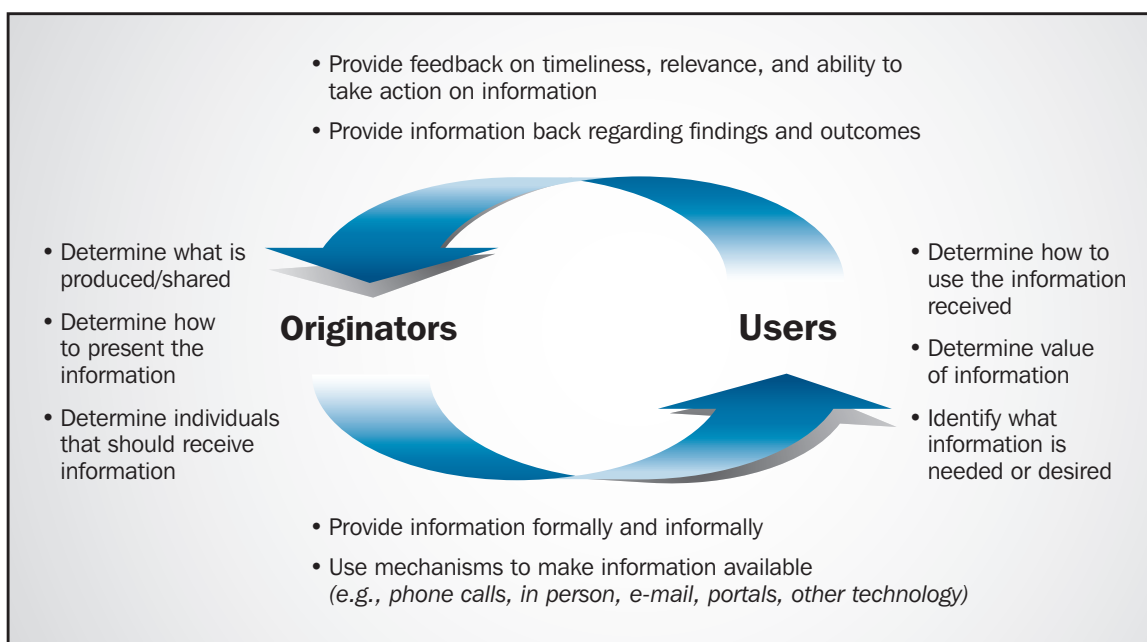 • Provide feedback on timeliness, relevance, and ability to
take action on information
• Provide information back regarding findings and outcomes
• Determine what is
produced/shared
• Determine how
to present the
information
• Determine individuals
that should receive
information
Originators
Users
• Determine how to
use the information
received
• Determine value
of information
• Identify what
information is
needed or desired
• Provide information formally and informally
• Use mechanisms to make information available
(e.g., phone calls, in person, e-mail, portals, other technology)